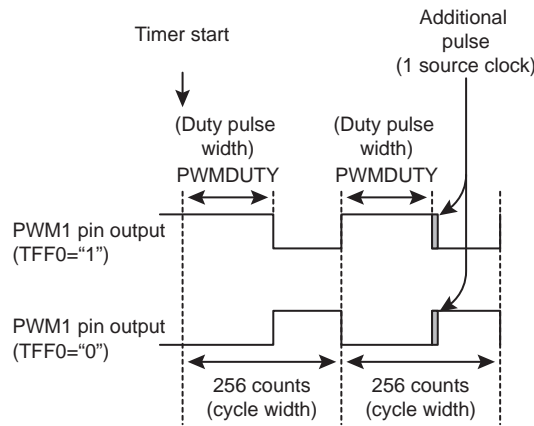 Additional
pulse
(1 source clock)
Timer start
(Duty pulse
width)
PWMDUTY
(Duty pulse
width)
PWMDUTY
PWM1 pin output
(TFF0=“1”)
PWM1 pin output
(TFF0=“0”)
256 counts
(cycle width)
256 counts
(cycle width)